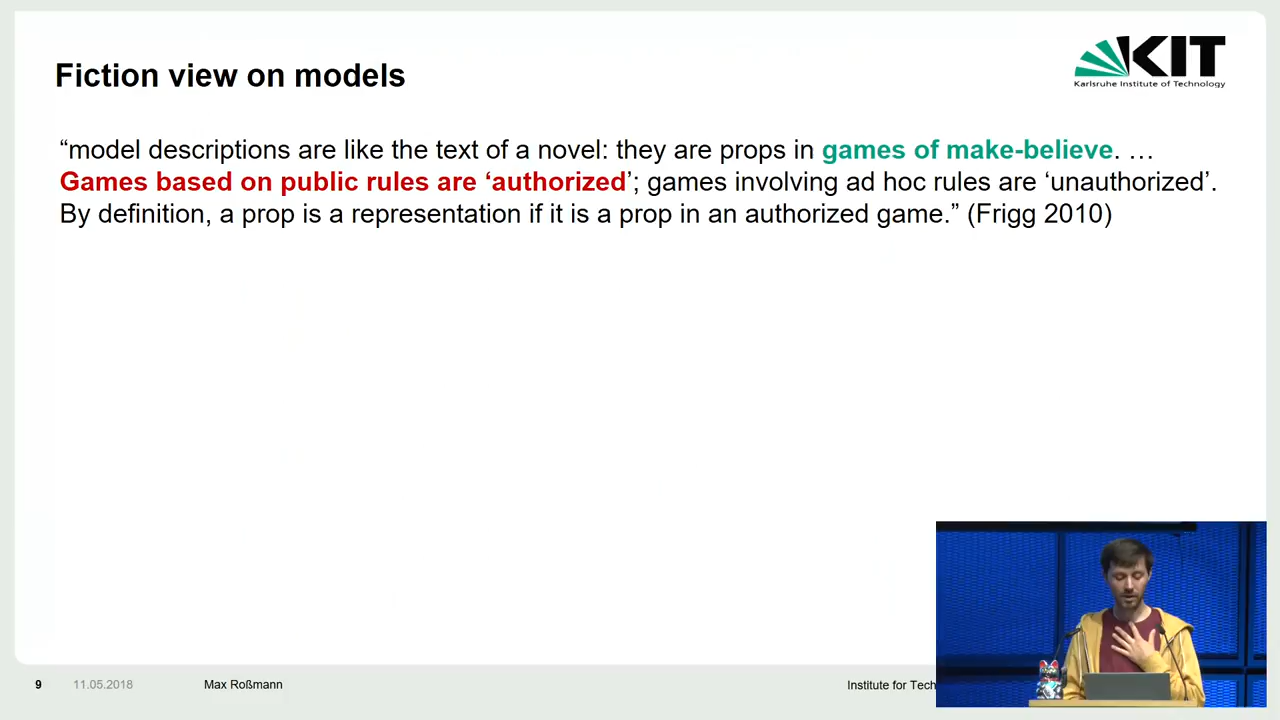 Fiction view on models
KIT
Karlsruhe Institute of Technology
“model descriptions are like the text of a novel: they are props in games of make-believe. …
Games based on public rules are ‘authorized’; games involving ad hoc rules are ‘unauthorized’.
By definition, a prop is a representation if it is a prop in an authorized game.” (Frigg 2010)
9 11.05.2018 Max Roßmann Institute for Tech